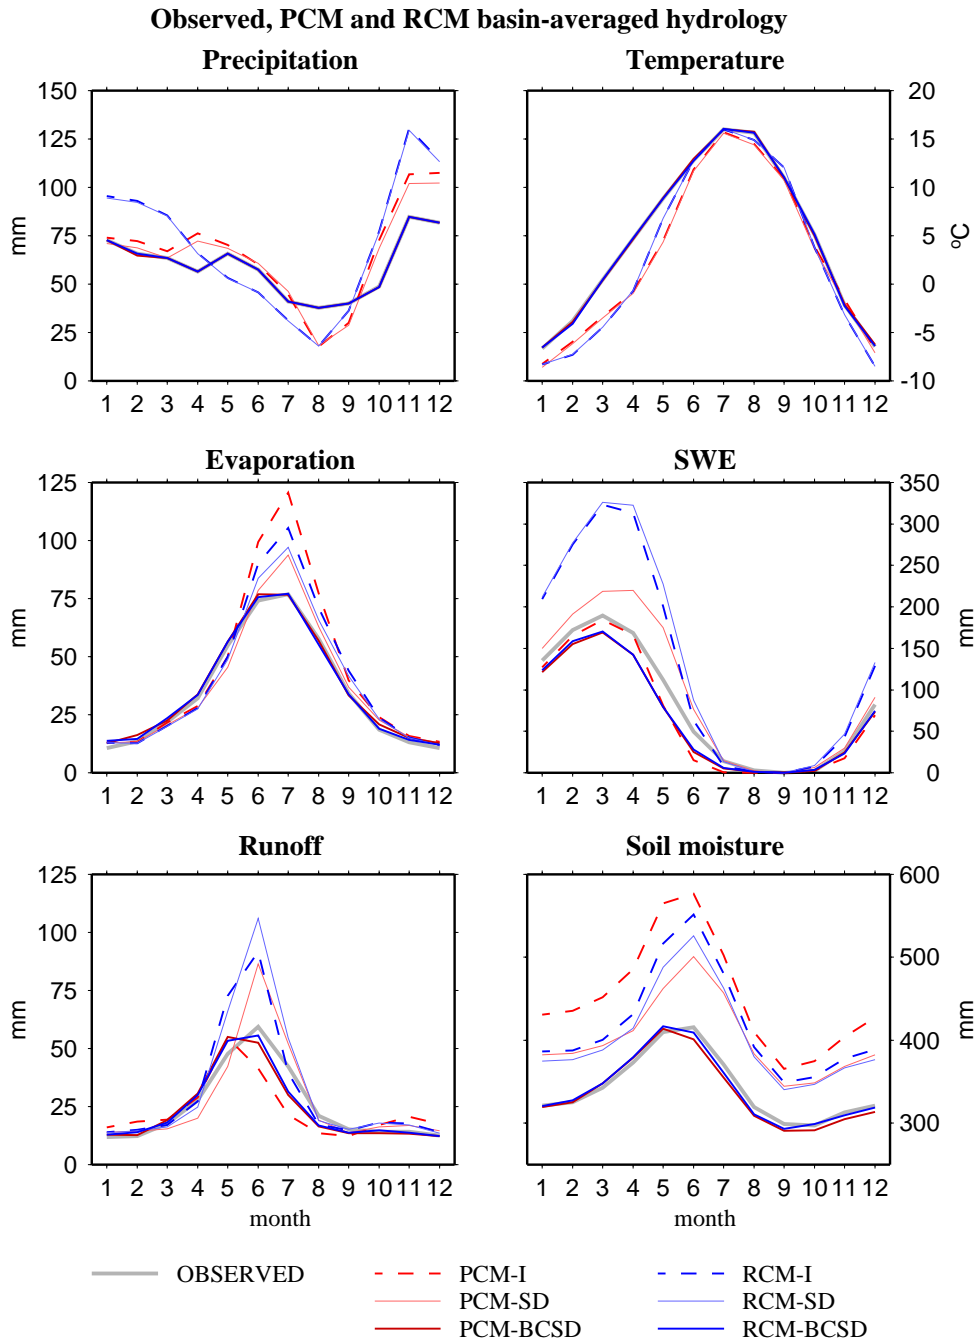 Observed, PCM and RCM basin-averaged hydrology
Precipitation
Temperature
150
125
100
75
50
25
0
mm
1 2 3 4 5 6 7 8 9 10 11 12
20
15
10
5
0
-5
-10
ºC
1 2 3 4 5 6 7 8 9 10 11 12
Evaporation
SWE
125
100
75
50
25
0
mm
1 2 3 4 5 6 7 8 9 10 11 12
350
300
250
200
150
100
50
0
mm
1 2 3 4 5 6 7 8 9 10 11 12
Runoff
Soil moisture
125
100
75
50
25
0
mm
1 2 3 4 5 6 7 8 9 10 11 12
month
600
500
400
300
mm
1 2 3 4 5 6 7 8 9 10 11 12
month
OBSERVED
PCM-I
RCM-I
PCM-SD
RCM-SD
PCM-BCSD
RCM-BCSD